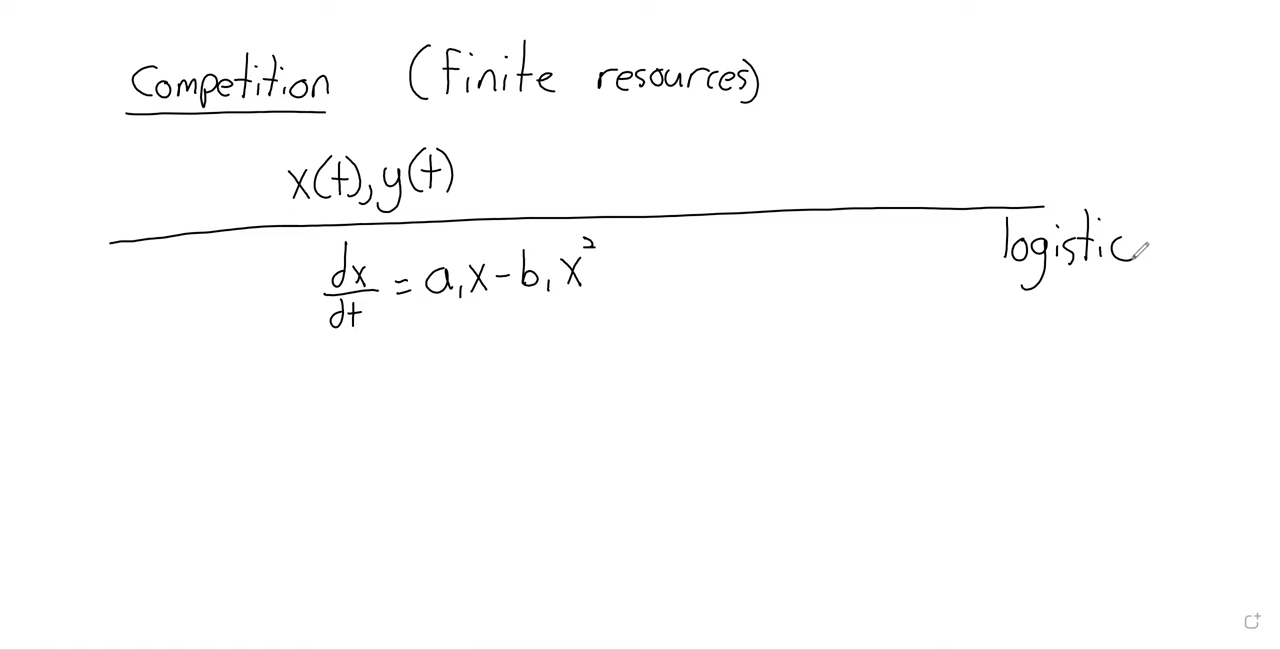 Competition (finite resources)
x(t), y(t)
logistic
dx/dt = a₁x - b₁x²